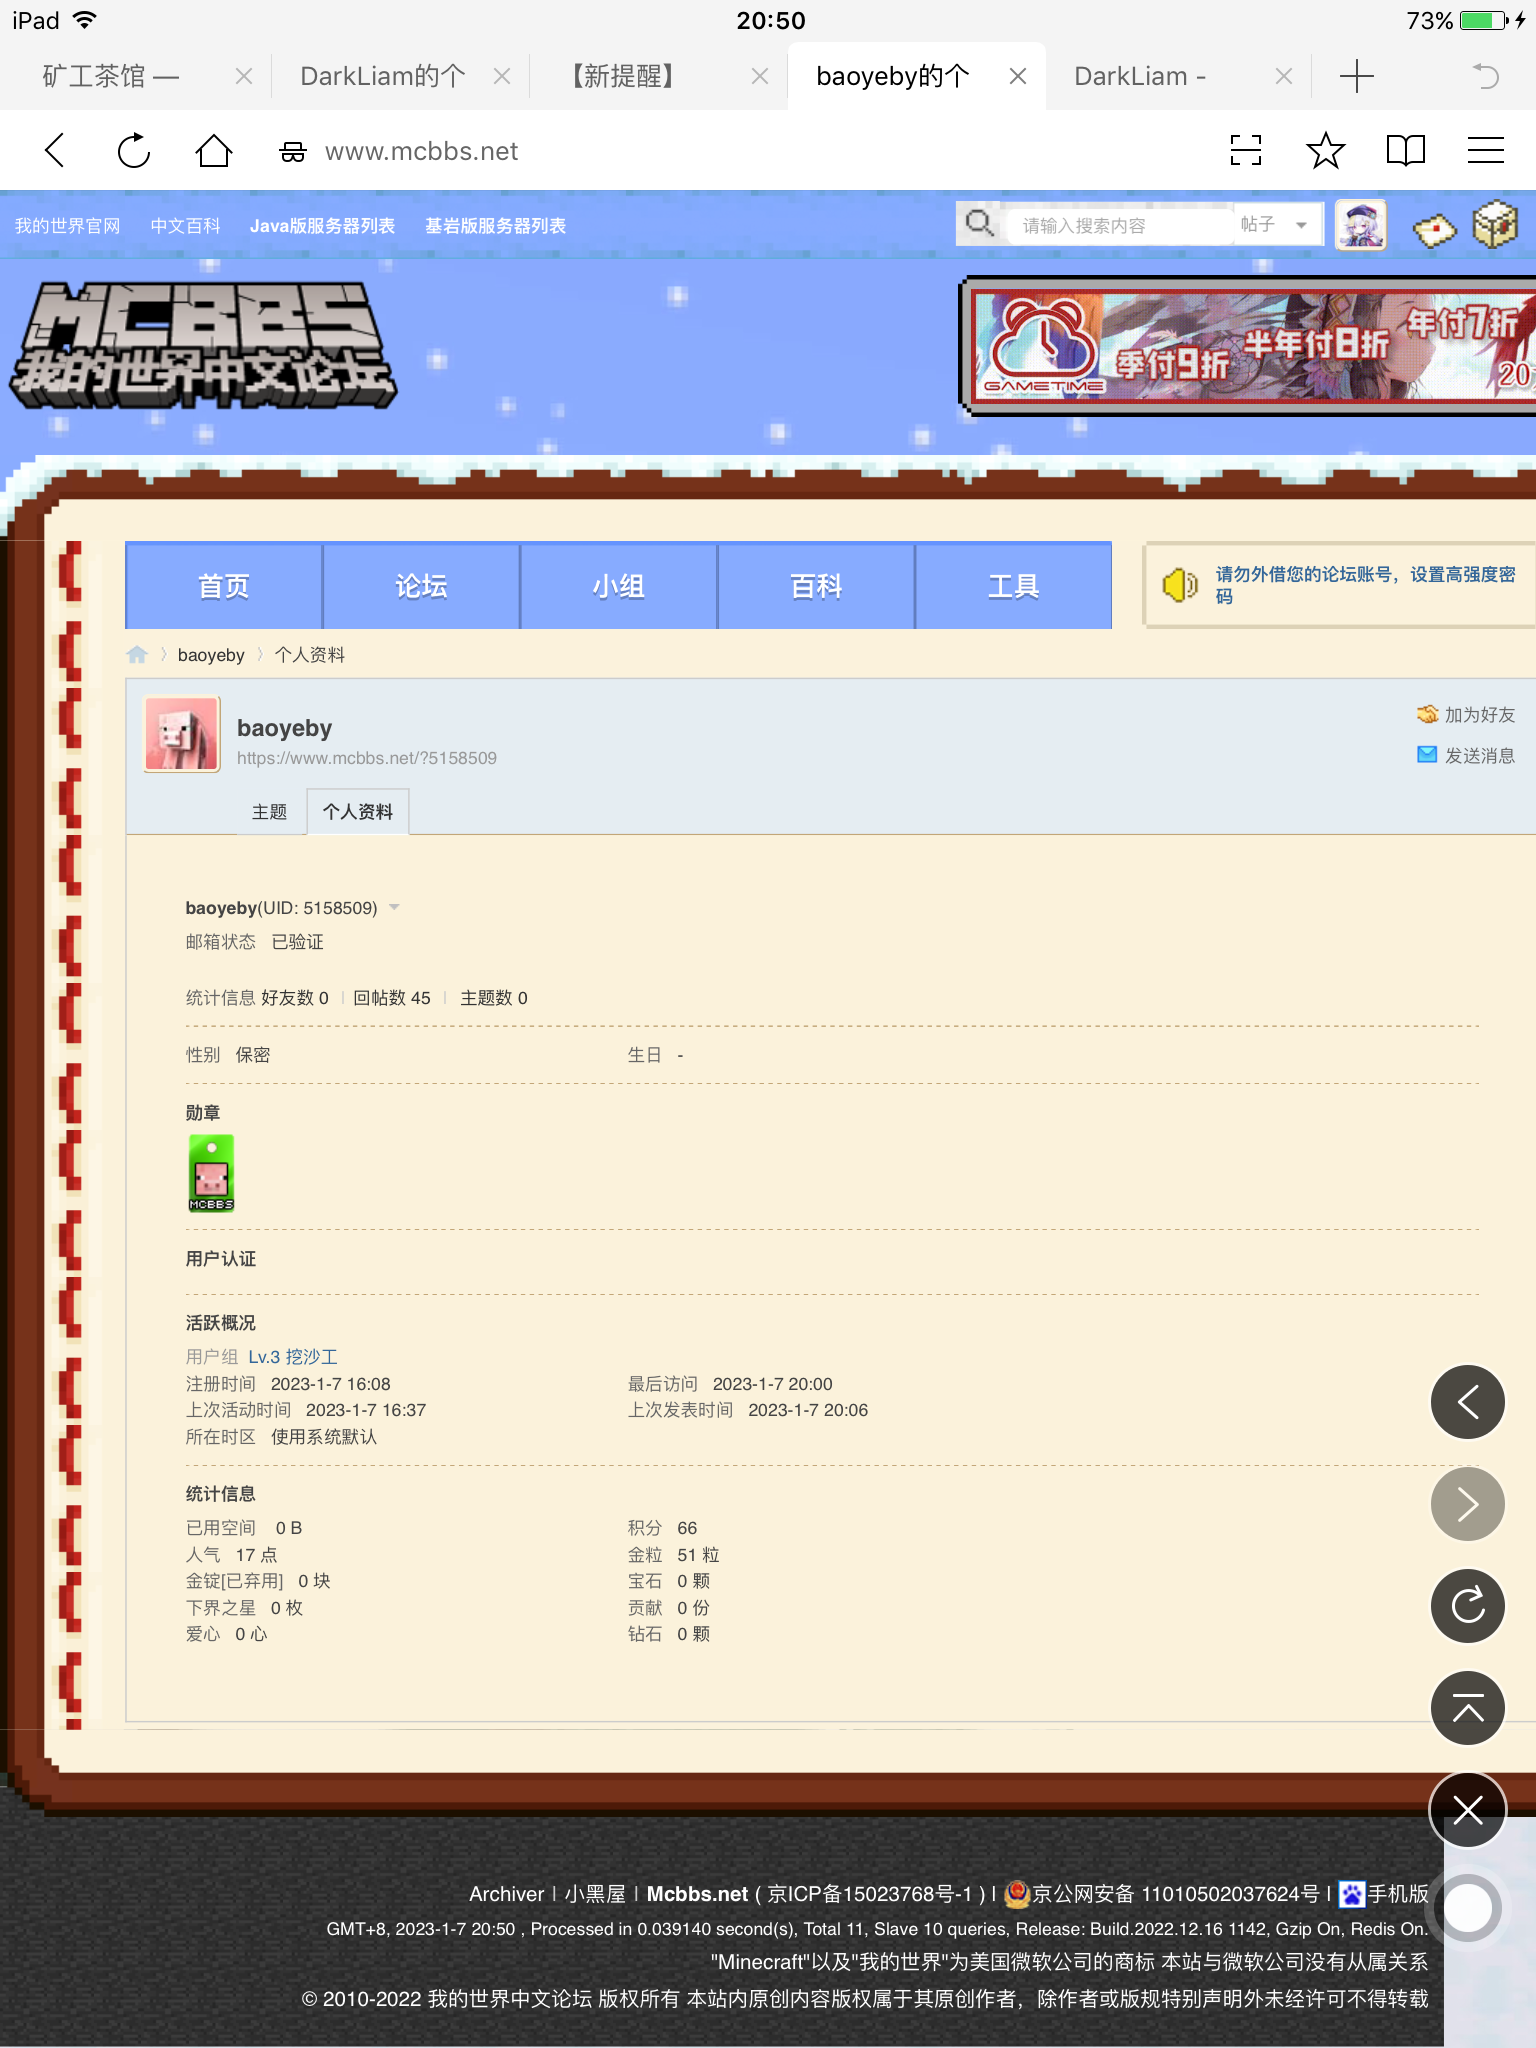 iPad 20:50 73%
矿工茶馆 — DarkLiam的个 【新提醒】 baoyeby的个 DarkLiam -
www.mcbbs.net
我的世界官网 中文百科 Java版服务器列表 基岩版服务器列表 请输入搜索内容 帖子
MCBBS
我的世界中文论坛
GAMETIME 季付9折 半年付8折 年付7折
首页 论坛 小组 百科 工具
请勿外借您的论坛账号，设置高强度密
码
baoyeby 个人资料
baoyeby
https://www.mcbbs.net/?5158509
加为好友
发送消息
主题 个人资料
baoyeby(UID: 5158509)
邮箱状态 已验证
统计信息 好友数 0 | 回帖数 45 | 主题数 0
性别 保密 生日 -
勋章
MCBBS
用户认证
活跃概况
用户组 Lv.3 挖沙工
注册时间 2023-1-7 16:08 最后访问 2023-1-7 20:00
上次活动时间 2023-1-7 16:37 上次发表时间 2023-1-7 20:06
所在时区 使用系统默认
统计信息
已用空间 0 B 积分 66
人气 17 点 金粒 51 粒
金锭[已弃用] 0 块 宝石 0 颗
下界之星 0 枚 贡献 0 份
爱心 0 心 钻石 0 颗
Archiver | 小黑屋 | Mcbbs.net ( 京ICP备15023768号-1 ) | 京公网安备 11010502037624号 | 手机版
GMT+8, 2023-1-7 20:50 , Processed in 0.039140 second(s), Total 11, Slave 10 queries, Release: Build.2022.12.16 1142, Gzip On, Redis On.
"Minecraft"以及"我的世界"为美国微软公司的商标 本站与微软公司没有从属关系
© 2010-2022 我的世界中文论坛 版权所有 本站内原创内容版权属于其原创作者，除作者或版规特别声明外未经许可不得转载